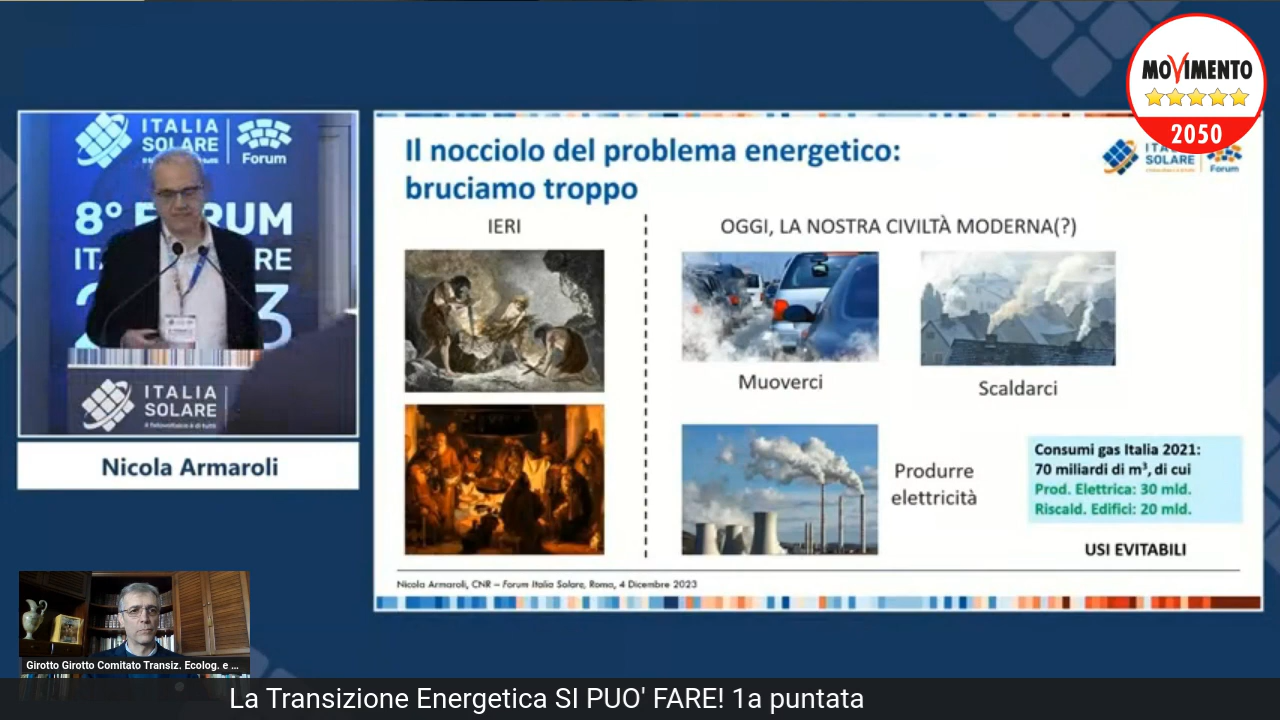 MOVIMENTO
2050
ITALIA
SOLARE
Forum
8° FORUM
ITALIA
SOLARE
Nicola Armaroli
Il nocciolo del problema energetico:
bruciamo troppo
SOLARE
Forum
IERI
OGGI, LA NOSTRA CIVILTÀ MODERNA(?)
Muoverci
Scaldarci
Produrre
elettricità
Consumi gas Italia 2021:
70 miliardi di m³, di cui
Prod. Elettrica: 30 mld.
Riscald. Edifici: 20 mld.
USI EVITABILI
Nicola Armaroli, CNR – Forum Italia Solare, Roma, 4 Dicembre 2023
Girotto Girotto Comitato Transiz. Ecolog. e ...
La Transizione Energetica SI PUO' FARE! 1a puntata